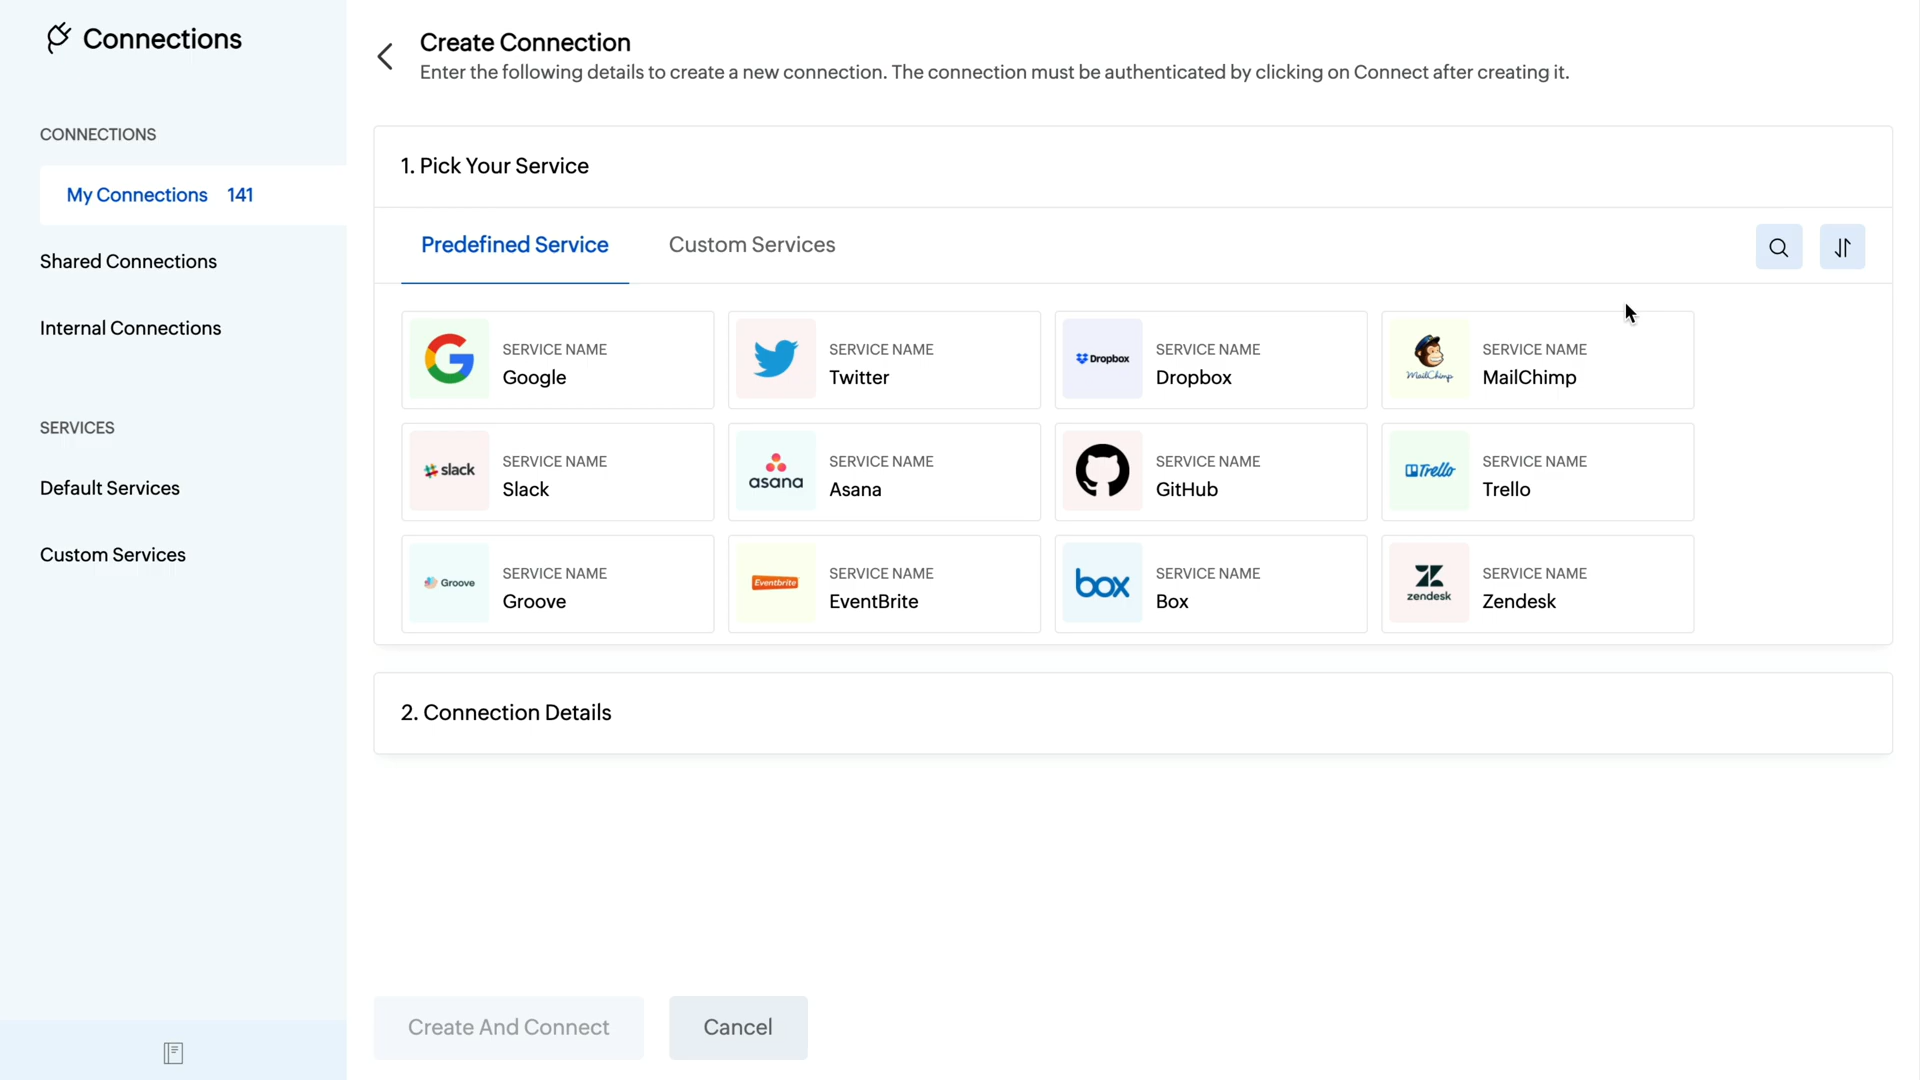 Connections
CONNECTIONS
My Connections 141
Shared Connections
Internal Connections
SERVICES
Default Services
Custom Services
Create Connection
Enter the following details to create a new connection. The connection must be authenticated by clicking on Connect after creating it.
1. Pick Your Service
Predefined Service Custom Services
SERVICE NAME
Google
SERVICE NAME
Twitter
Dropbox
SERVICE NAME
Dropbox
MailChimp
SERVICE NAME
MailChimp
slack
SERVICE NAME
Slack
asana
SERVICE NAME
Asana
SERVICE NAME
GitHub
Trello
SERVICE NAME
Trello
Groove
SERVICE NAME
Groove
Eventbrite
SERVICE NAME
EventBrite
box
SERVICE NAME
Box
zendesk
SERVICE NAME
Zendesk
2. Connection Details
Create And Connect Cancel